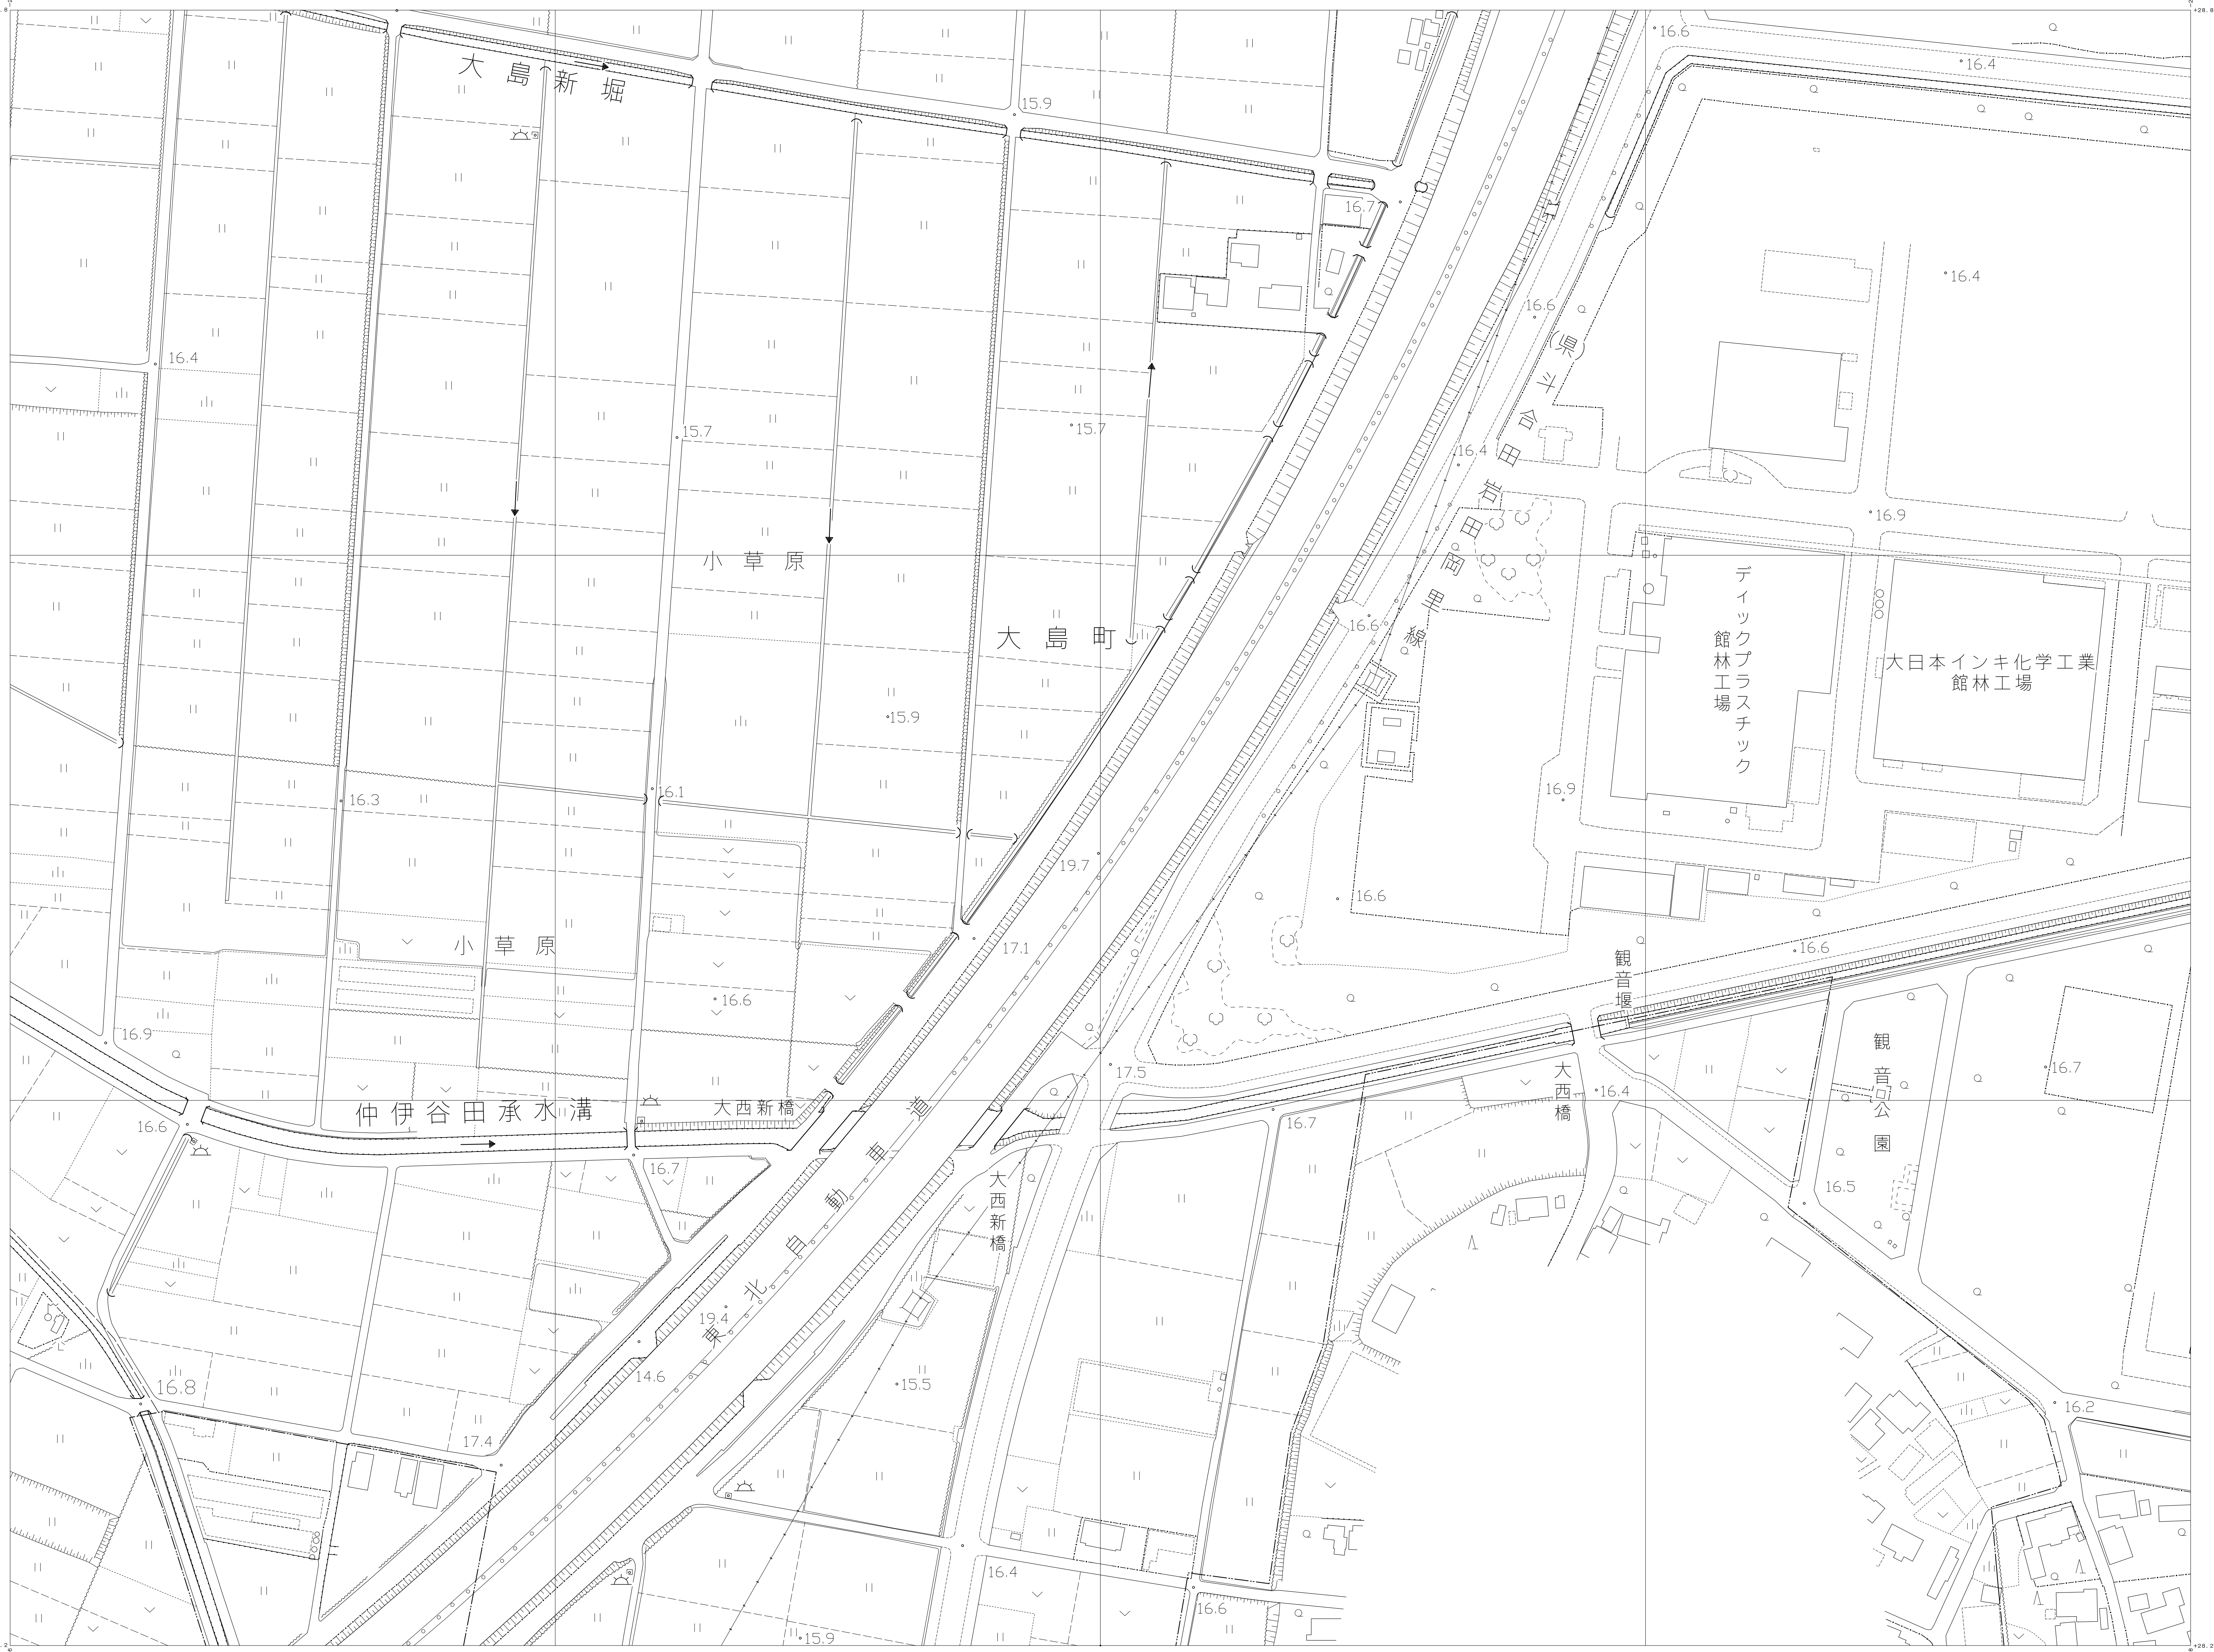 +28.8
大島新堀
16.6
16.4
15.9
16.7
16.4
16.6
(県)
斗合田岩田岡里線
16.4
15.7
15.7
16.4
16.9
小草原
大島町
16.6
ディックプラスチック
館林工場
大日本インキ化学工業
館林工場
15.9
16.3
16.1
16.9
19.7
16.6
小草原
17.1
16.6
観音堰
16.6
16.9
17.5
観音公園
16.7
大西橋
16.4
仲伊谷田承水溝
大西新橋
16.6
16.7
16.7
東北自動車道
大西新橋
16.5
19.4
14.6
15.5
16.8
16.2
17.4
16.4
16.6
15.9
+28.2